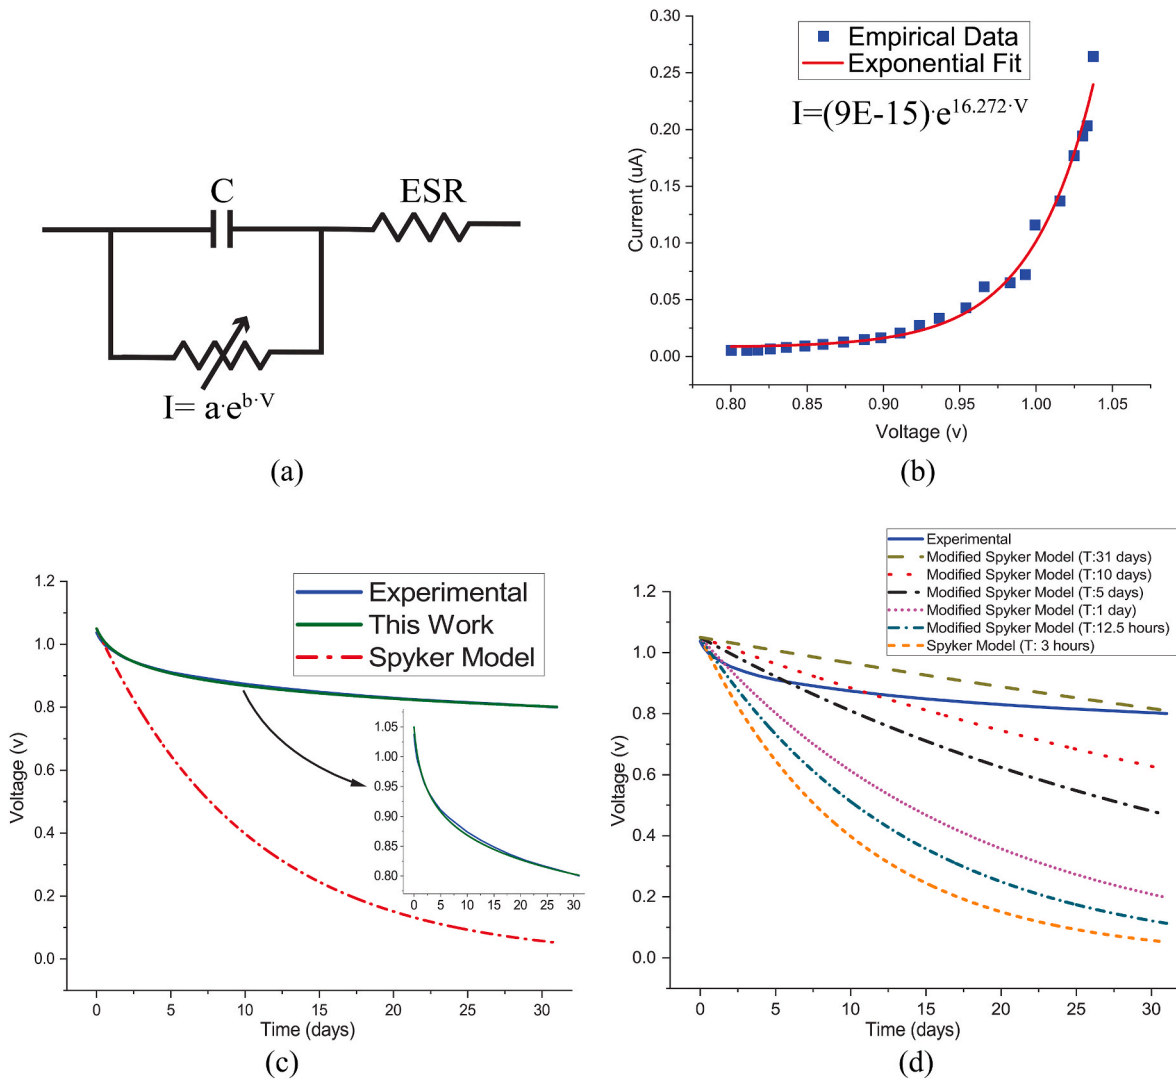 C
ESR
I= a·e^b·V
(a)
Empirical Data
Exponential Fit
I=(9E-15)·e^16.272·V
0.30
0.25
0.20
0.15
0.10
0.05
0.00
Current (uA)
0.80
0.85
0.90
0.95
1.00
1.05
Voltage (v)
(b)
Experimental
This Work
Spyker Model
1.2
1.0
0.8
0.6
0.4
0.2
0.0
Voltage (v)
1.05
1.00
0.95
0.90
0.85
0.80
0
5
10
15
20
25
30
0
5
10
15
20
25
30
Time (days)
(c)
Experimental
Modified Spyker Model (T:31 days)
Modified Spyker Model (T:10 days)
Modified Spyker Model (T:5 days)
Modified Spyker Model (T:1 day)
Modified Spyker Model (T:12.5 hours)
Spyker Model (T: 3 hours)
1.2
1.0
0.8
0.6
0.4
0.2
0.0
Voltage (v)
0
5
10
15
20
25
30
Time (days)
(d)